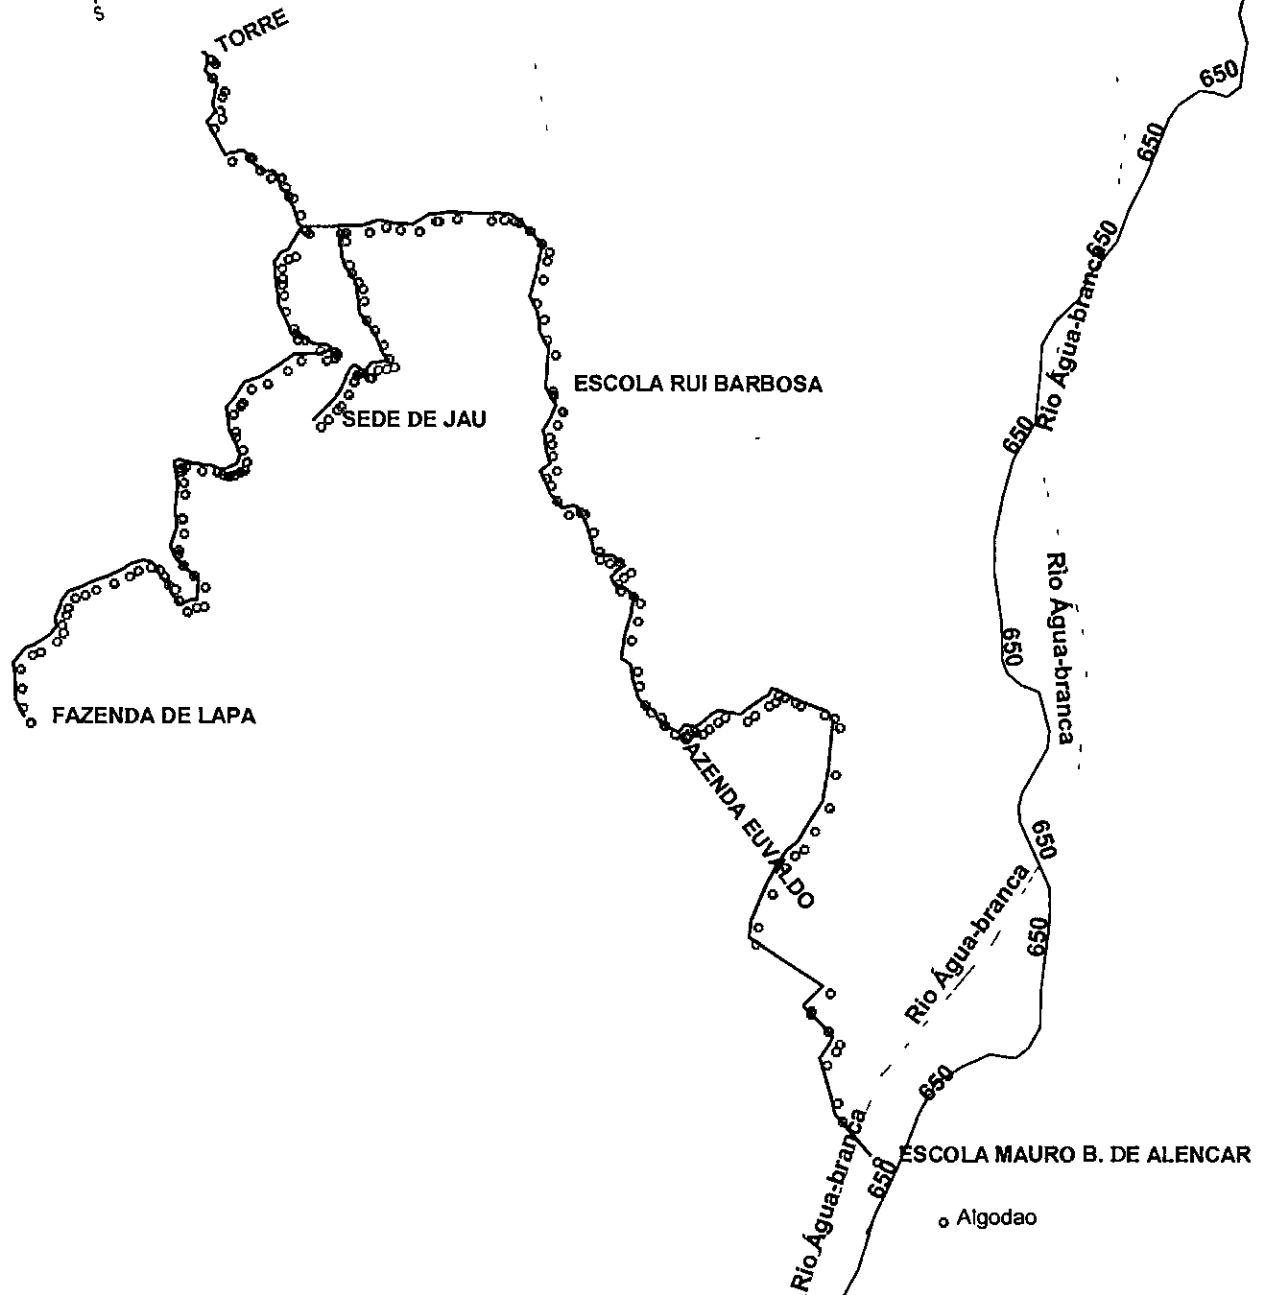 S
TORRE
650
650
650
Rio Água-branca
ESCOLA RUI BARBOSA
SEDE DE JAU
650
Rio Água-branca
650
FAZENDA DE LAPA
FAZENDA EUVALDO
650
Rio Água-branca
650
650
Rio Água-branca
ESCOLA MAURO B. DE ALENCAR
650
Algodao